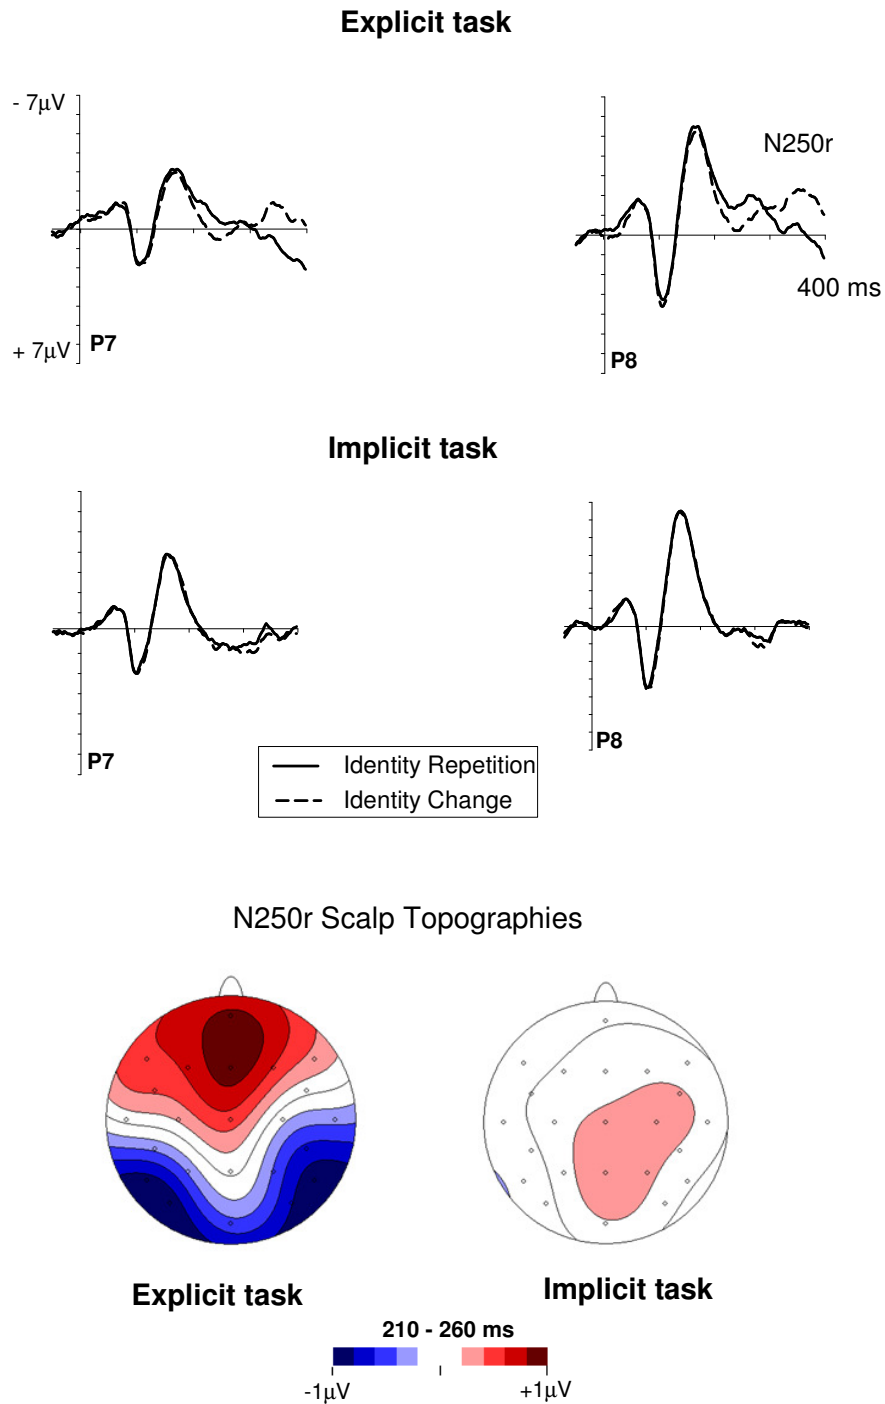 Explicit task
- 7µV
N250r
400 ms
+ 7µV
P7
P8
Implicit task
P7
P8
Identity Repetition
Identity Change
N250r Scalp Topographies
Explicit task
Implicit task
210 - 260 ms
-1µV
+1µV